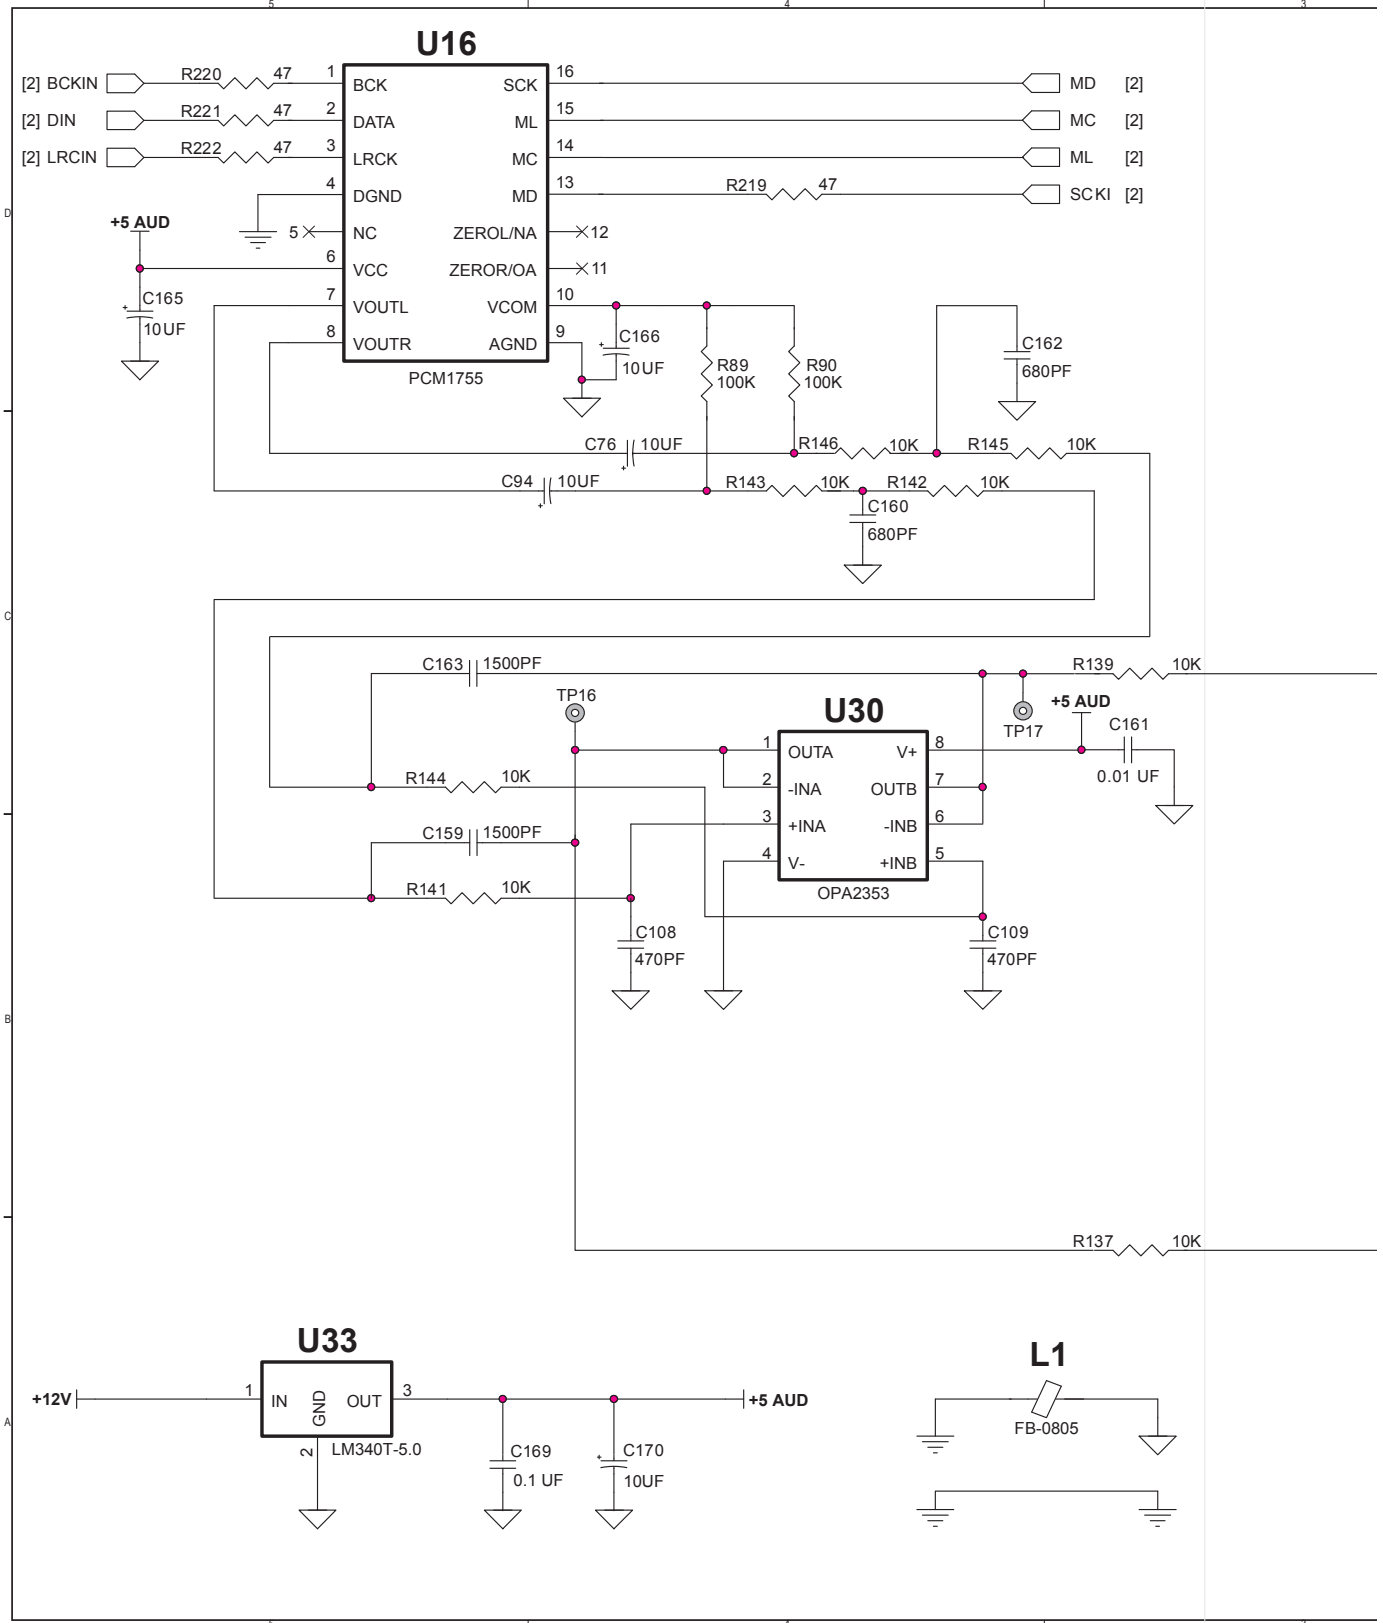 5 4 3
U16
[2] BCKIN R220 47 1 BCK SCK 16 MD [2]
[2] DIN R221 47 2 DATA ML 15 MC [2]
[2] LRCIN R222 47 3 LRCK MC 14 ML [2]
4 DGND MD 13 R219 47 SCKI [2]
D
+5 AUD
5 NC ZEROL/NA 12
6 VCC ZEROR/OA 11
C165
10UF
7 VOUTL VCOM 10
8 VOUTR AGND 9
C166
10UF
R89
100K
R90
100K
C162
680PF
PCM1755
C76 10UF R146 10K R145 10K
C94 10UF R143 10K R142 10K
C160
680PF
C
C163 1500PF R139 10K
TP16
U30
TP17
+5 AUD
C161
0.01 UF
1 OUTA V+ 8
2 -INA OUTB 7
3 +INA -INB 6
4 V- +INB 5
OPA2353
R144 10K
C159 1500PF
R141 10K
C108
470PF
C109
470PF
B
R137 10K
U33
L1
+12V 1 IN GND OUT 3 +5 AUD
2
LM340T-5.0
A
C169
0.1 UF
C170
10UF
FB-0805